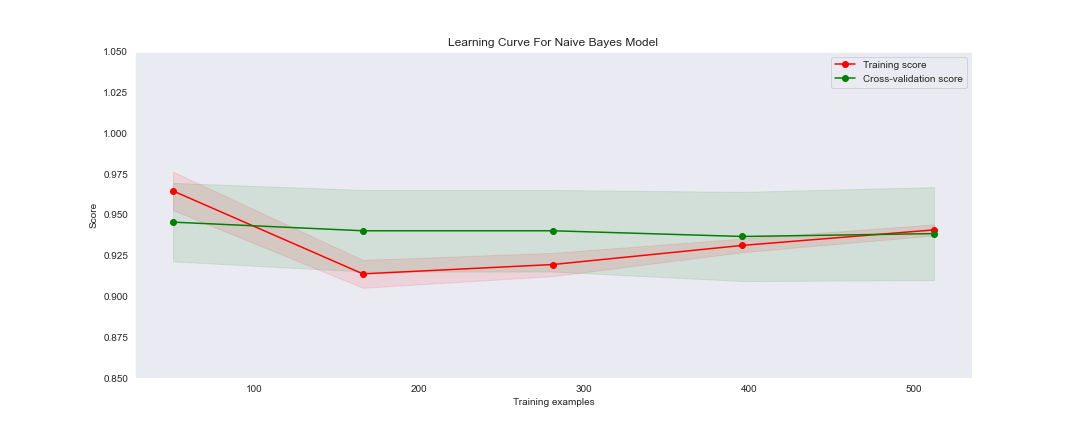 Learning Curve For Naive Bayes Model
1.050
1.025
1.000
0.975
0.950
0.925
0.900
0.875
0.850
Score
Training score
Cross-validation score
100
200
300
400
500
Training examples